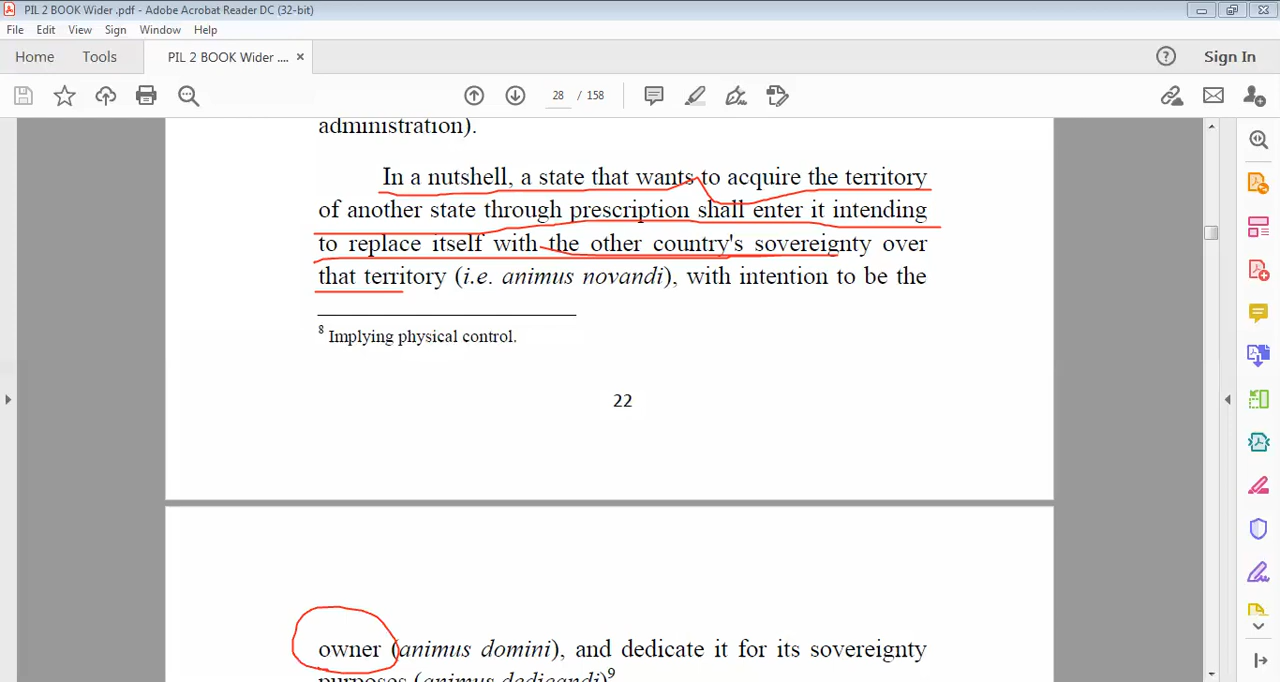 PIL 2 BOOK Wider .pdf - Adobe Acrobat Reader DC (32-bit)
File Edit View Sign Window Help
Home Tools PIL 2 BOOK Wider .... × Sign In
28 / 158
administration).
In a nutshell, a state that wants to acquire the territory
of another state through prescription shall enter it intending
to replace itself with the other country's sovereignty over
that territory (i.e. animus novandi), with intention to be the
8 Implying physical control.
22
owner (animus domini), and dedicate it for its sovereignty
purposes (animus dedicandi)9